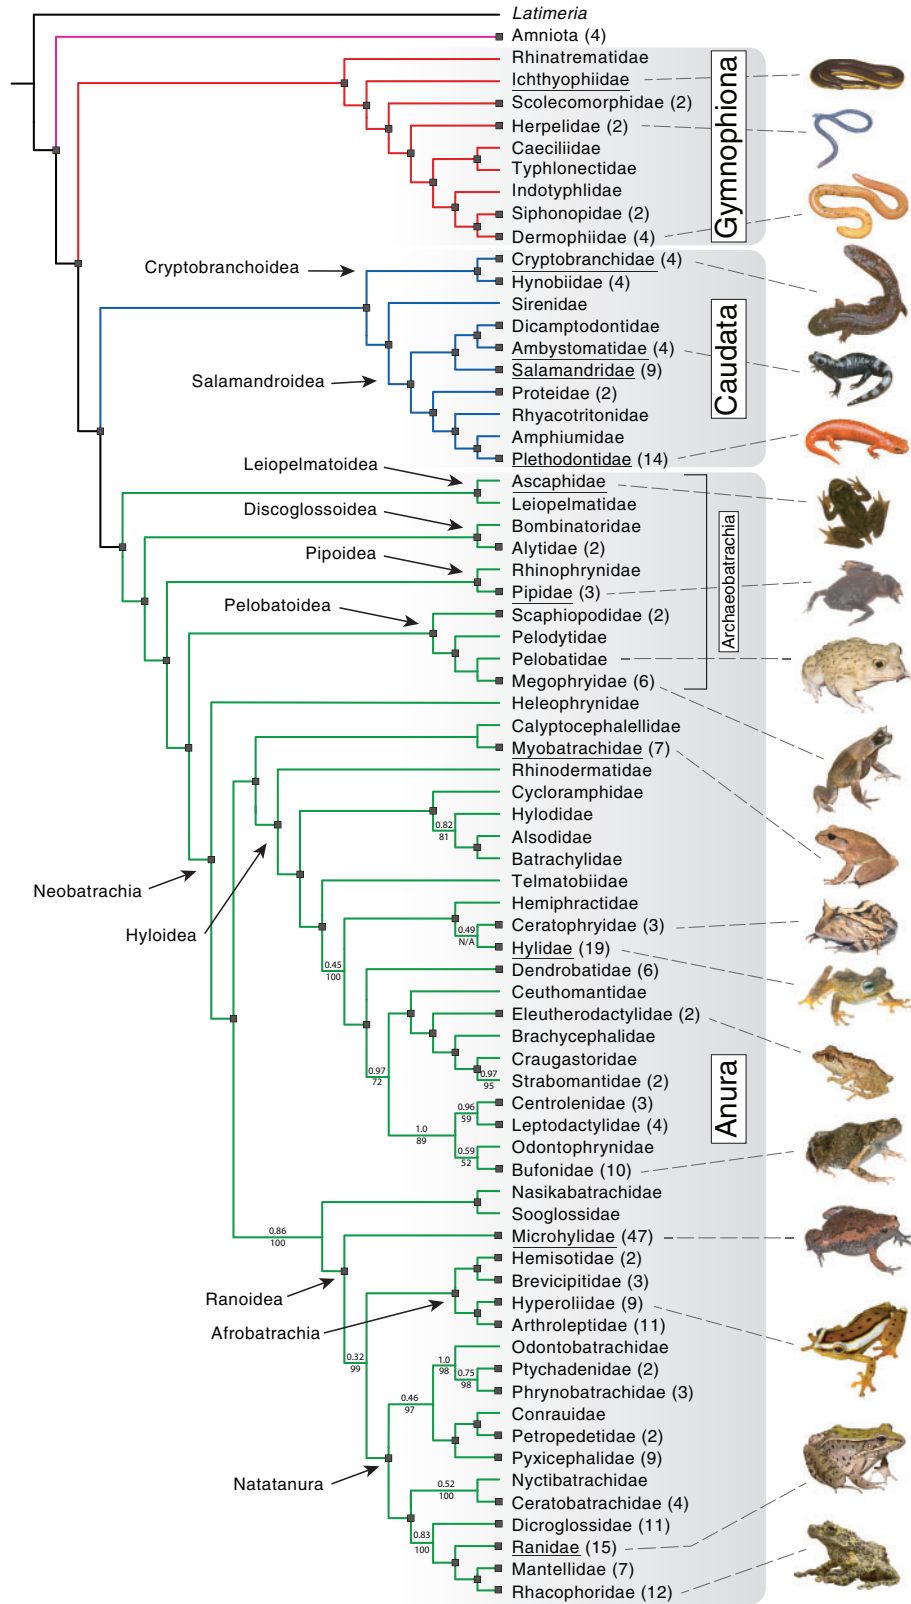 Latimeria
Amniota (4)
Rhinatrematidae
Ichthyophiidae
Scolecomorphidae (2)
Herpelidae (2)
Caeciliidae
Typhlonectidae
Indotyphlidae
Siphonopidae (2)
Dermophiidae (4)
Gymnophiona
Cryptobranchoidea
Cryptobranchidae (4)
Hynobiidae (4)
Sirenidae
Dicamptodontidae
Ambystomatidae (4)
Salamandroidea
Salamandridae (9)
Proteidae (2)
Rhyacotritonidae
Amphiumidae
Plethodontidae (14)
Caudata
Leiopelmatoidea
Ascaphidae
Leiopelmatidae
Discoglossoidea
Bombinatoridae
Alytidae (2)
Pipoidea
Rhinophrynidae
Pipidae (3)
Pelobatoidea
Scaphiopodidae (2)
Pelodytidae
Pelobatidae
Megophryidae (6)
Archaeobatrachia
Heleophrynidae
Calyptocephalellidae
Myobatrachidae (7)
Rhinodermatidae
Cycloramphidae
Hylodidae
0.82
81
Alsodidae
Batrachylidae
Neobatrachia
Telmatobiidae
Hyloidea
Hemiphractidae
Ceratophryidae (3)
0.49
N/A
Hylidae (19)
0.45
100
Dendrobatidae (6)
Ceuthomantidae
Eleutherodactylidae (2)
Brachycephalidae
Craugastoridae
0.97
72
0.97
95
Strabomantidae (2)
Centrolenidae (3)
0.96
59
Leptodactylidae (4)
1.0
89
Odontophrynidae
0.59
52
Bufonidae (10)
Anura
Nasikabatrachidae
Sooglossidae
0.86
100
Microhylidae (47)
Hemisotidae (2)
Brevicipitidae (3)
Ranoidea
Hyperoliidae (9)
Arthroleptidae (11)
Afrobatrachia
Odontobatrachidae
0.32
99
1.0
98
Ptychadenidae (2)
0.75
98
Phrynobatrachidae (3)
0.46
97
Conrauidae
Petropedetidae (2)
Pyxicephalidae (9)
Natatanura
Nyctibatrachidae
0.52
100
Ceratobatrachidae (4)
Dicroglossidae (11)
0.83
100
Ranidae (15)
Mantellidae (7)
Rhacophoridae (12)